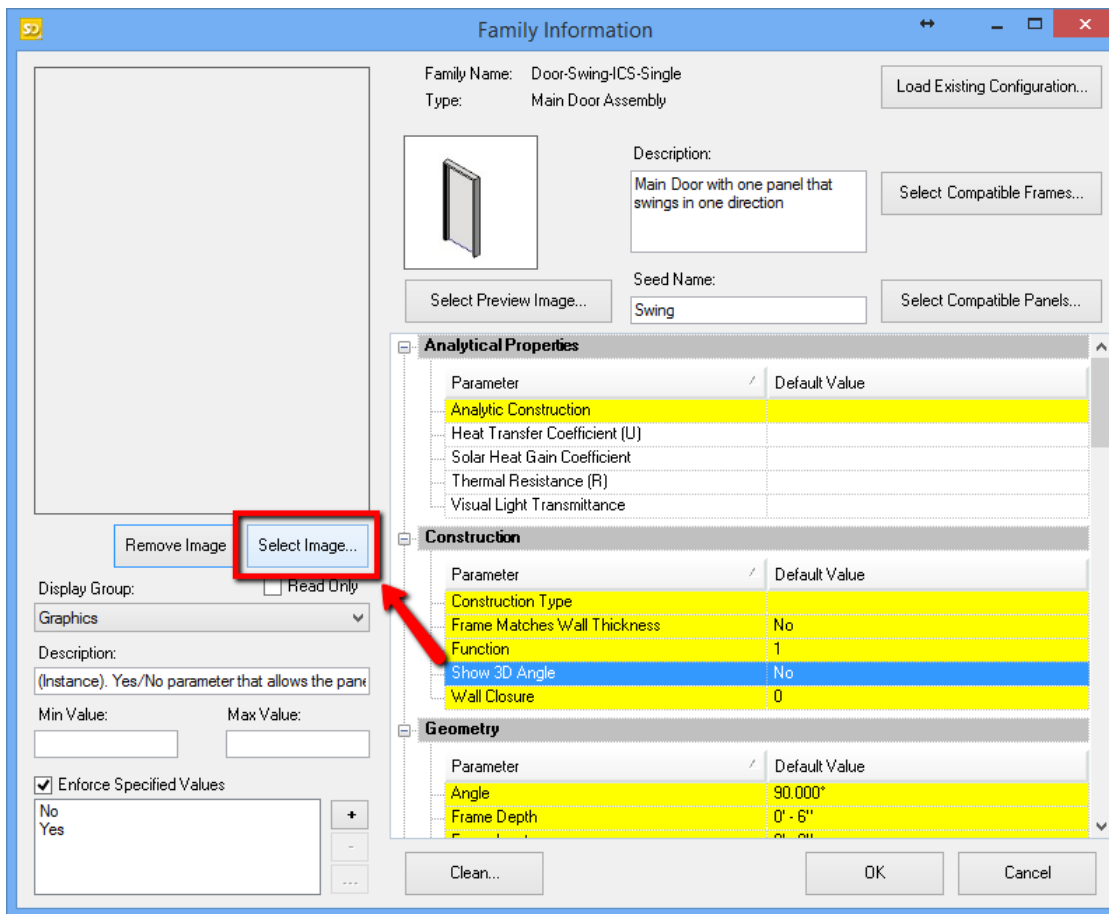 SD
Family Information
Family Name: Door-Swing-ICS-Single
Type: Main Door Assembly
Load Existing Configuration...
Description:
Main Door with one panel that
swings in one direction
Select Compatible Frames...
Select Preview Image...
Seed Name:
Swing
Select Compatible Panels...
Analytical Properties
Parameter Default Value
Analytic Construction
Heat Transfer Coefficient (U)
Solar Heat Gain Coefficient
Thermal Resistance (R)
Visual Light Transmittance
Remove Image Select Image...
Display Group: Read Only
Graphics
Description:
(Instance). Yes/No parameter that allows the pane
Min Value: Max Value:
Enforce Specified Values
No
Yes
+
-
...
Construction
Parameter Default Value
Construction Type
Frame Matches Wall Thickness No
Function 1
Show 3D Angle No
Wall Closure 0
Geometry
Parameter Default Value
Angle 90.000°
Frame Depth 0' - 6"
Clean... OK Cancel